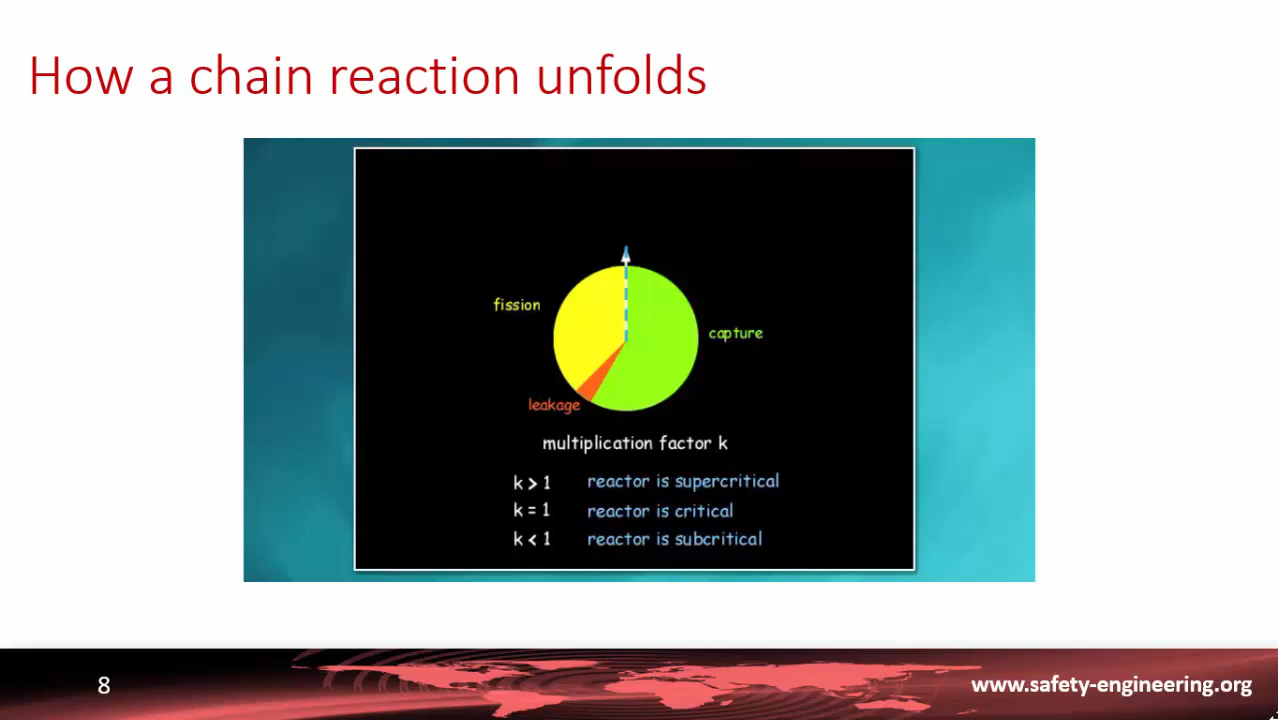 How a chain reaction unfolds
fission
capture
leakage
multiplication factor k
k > 1 reactor is supercritical
k = 1 reactor is critical
k < 1 reactor is subcritical
8
www.safety-engineering.org